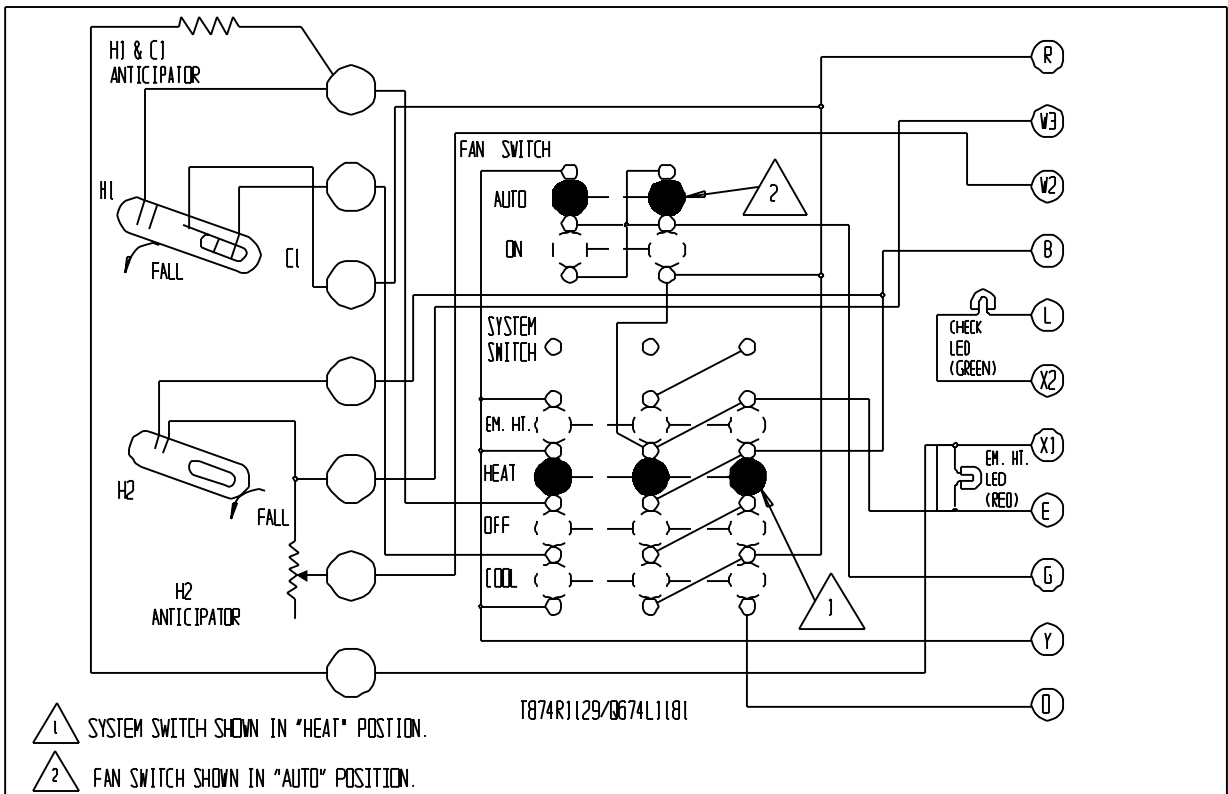 H1 & C1
ANTICIPATOR
H1
FALL
C1
FAN SWITCH
AUTO
ON
2
SYSTEM
SWITCH
EM. HT.
HEAT
OFF
COOL
1
H2
FALL
H2
ANTICIPATOR
R
W3
W2
B
L
CHECK
LED
(GREEN)
X2
X1
EM. HT.
LED
(RED)
E
G
Y
O
T874R1129/Q674L1181
1 SYSTEM SWITCH SHOWN IN "HEAT" POSTION.
2 FAN SWITCH SHOWN IN "AUTO" POSITION.